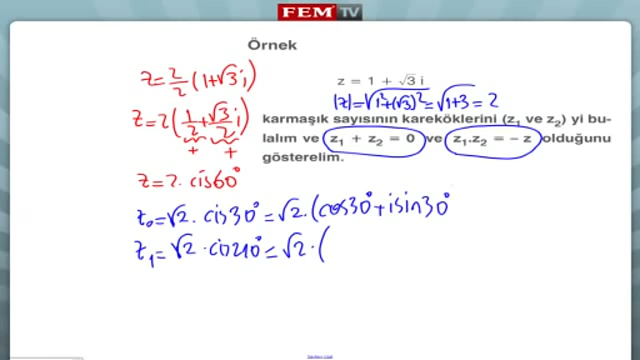 FEM TV
Örnek
z = 1 + √3 i
|z| = √(1² + (√3)²) = √(1+3) = 2
karmaşık sayısının kareköklerini (z₁ ve z₂) yi bu-
lalım ve z₁ + z₂ = 0 ve z₁.z₂ = – z olduğunu
gösterelim.
z = 2/2 (1 + √3 i)
z = 2 (1/2 + √3/2 i)
+ +
z = 2 . cis60°
z₀ = √2 . cis30° = √2 . (cos30° + isin30°
z₁ = √2 . cis210° = √2 . (